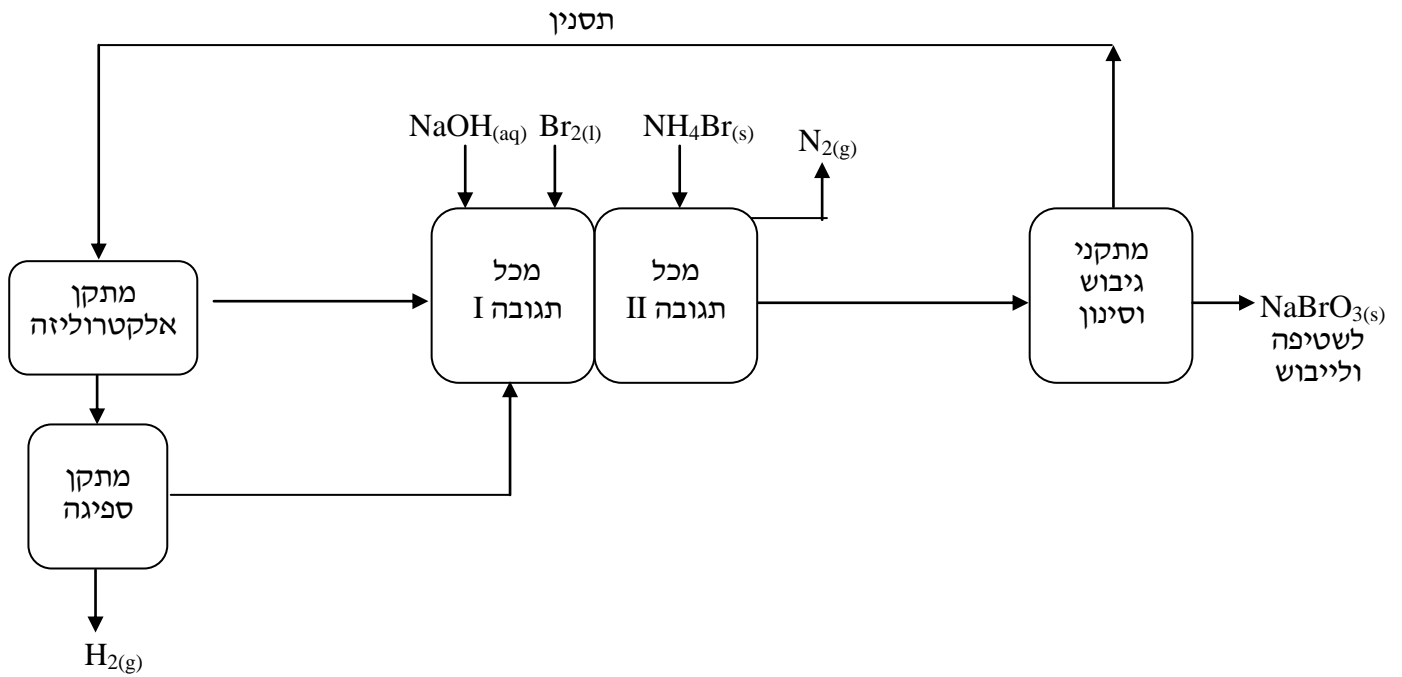 תסנין
NaOH(aq) Br2(l) NH4Br(s) N2(g)
מתקן
אלקטרוליזה
מכל
תגובה I
מכל
תגובה II
מתקני
גיבוש
וסינון
NaBrO3(s)
לשטיפה
ולייבוש
מתקן
ספיגה
H2(g)